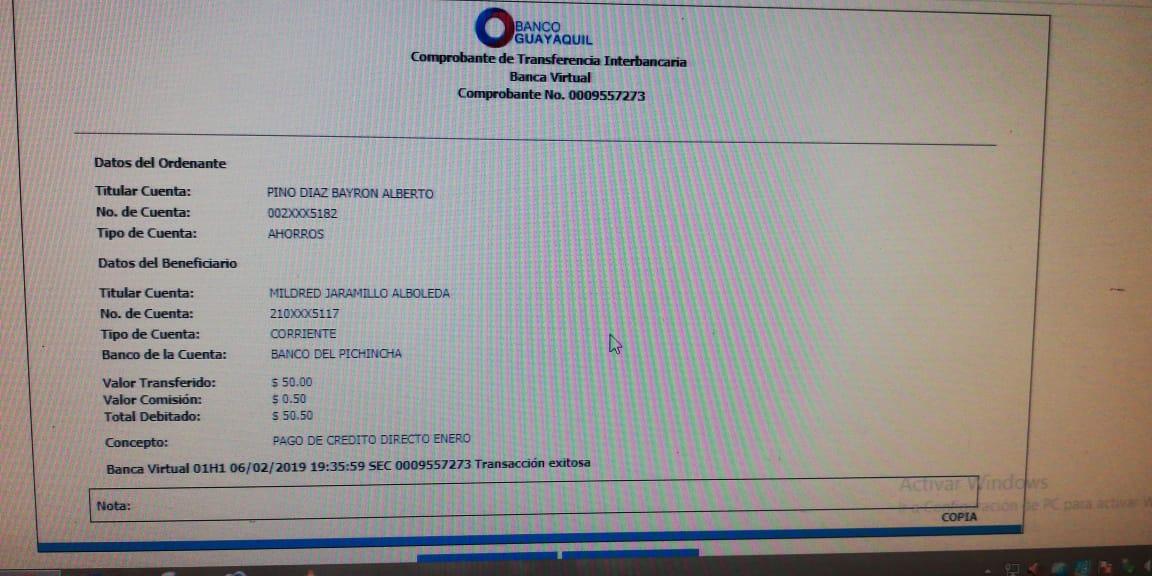 BANCO
GUAYAQUIL
Comprobante de Transferencia Interbancaria
Banca Virtual
Comprobante No. 0009557273
Datos del Ordenante
Titular Cuenta: PINO DIAZ BAYRON ALBERTO
No. de Cuenta: 002XXX5182
Tipo de Cuenta: AHORROS
Datos del Beneficiario
Titular Cuenta: MILDRED JARAMILLO ALBOLEDA
No. de Cuenta: 210XXX5117
Tipo de Cuenta: CORRIENTE
Banco de la Cuenta: BANCO DEL PICHINCHA
Valor Transferido: $ 50.00
Valor Comisión: $ 0.50
Total Debitado: $ 50.50
Concepto: PAGO DE CREDITO DIRECTO ENERO
Banca Virtual 01H1 06/02/2019 19:35:59 SEC 0009557273 Transacción exitosa
Activar Windows
Nota:
de PC para activar
COPIA